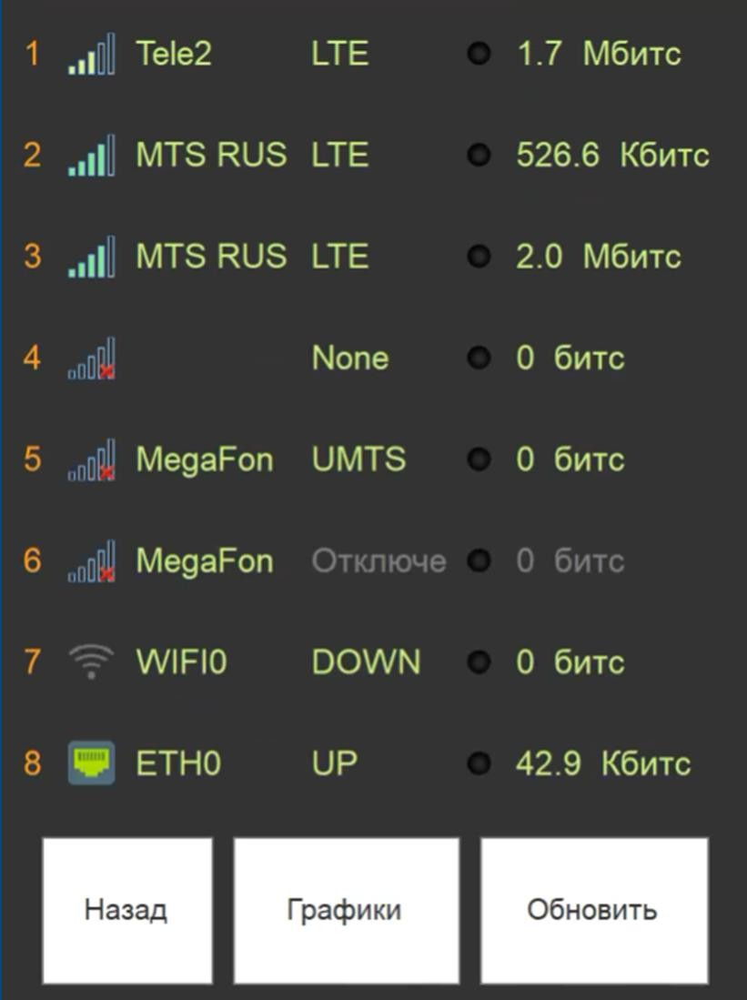 1 Tele2 LTE 1.7 Мбитс
2 MTS RUS LTE 526.6 Кбитс
3 MTS RUS LTE 2.0 Мбитс
4 None 0 битс
5 MegaFon UMTS 0 битс
6 MegaFon Отключе 0 битс
7 WIFI0 DOWN 0 битс
8 ETH0 UP 42.9 Кбитс
Назад Графики Обновить